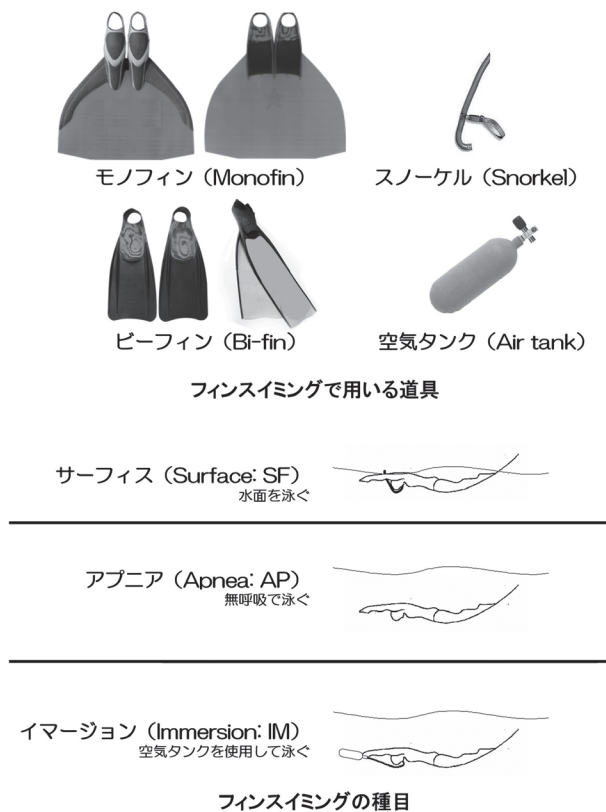 モノフィン（Monofin）
スノーケル（Snorkel）
ビーフィン（Bi-fin）
空気タンク（Air tank）
フィンスイミングで用いる道具
サーフィス（Surface: SF）
水面を泳ぐ
アプニア（Apnea: AP）
無呼吸で泳ぐ
イマージョン（Immersion: IM）
空気タンクを使用して泳ぐ
フィンスイミングの種目